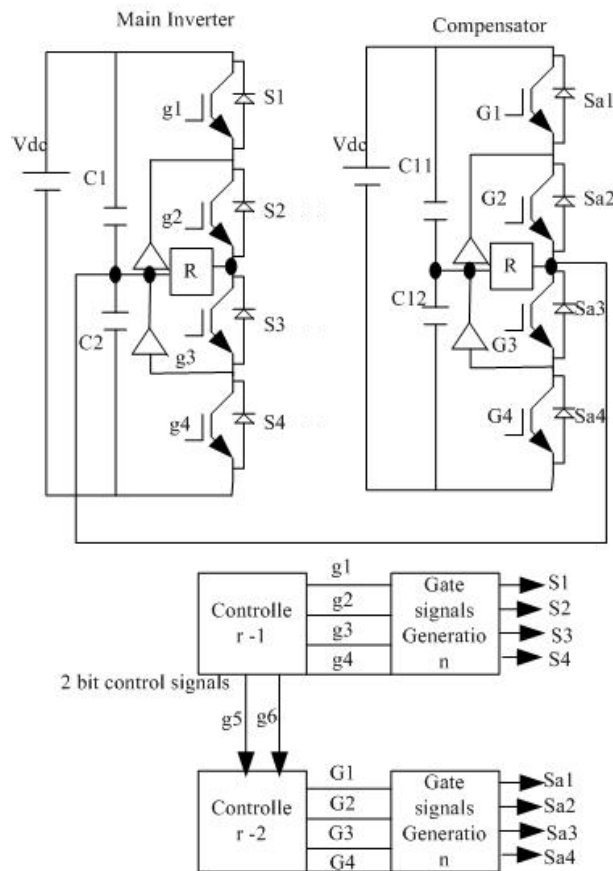 Main Inverter
Compensator
Vdc
C1
C2
g1
g2
g3
g4
S1
S2
S3
S4
R
Vdc
C11
C12
G1
G2
G3
G4
Sa1
Sa2
Sa3
Sa4
R
Controlle
r -1
g1
g2
g3
g4
Gate
signals
Generatio
n
S1
S2
S3
S4
2 bit control signals
g5
g6
Controlle
r -2
G1
G2
G3
G4
Gate
signals
Generatio
n
Sa1
Sa2
Sa3
Sa4